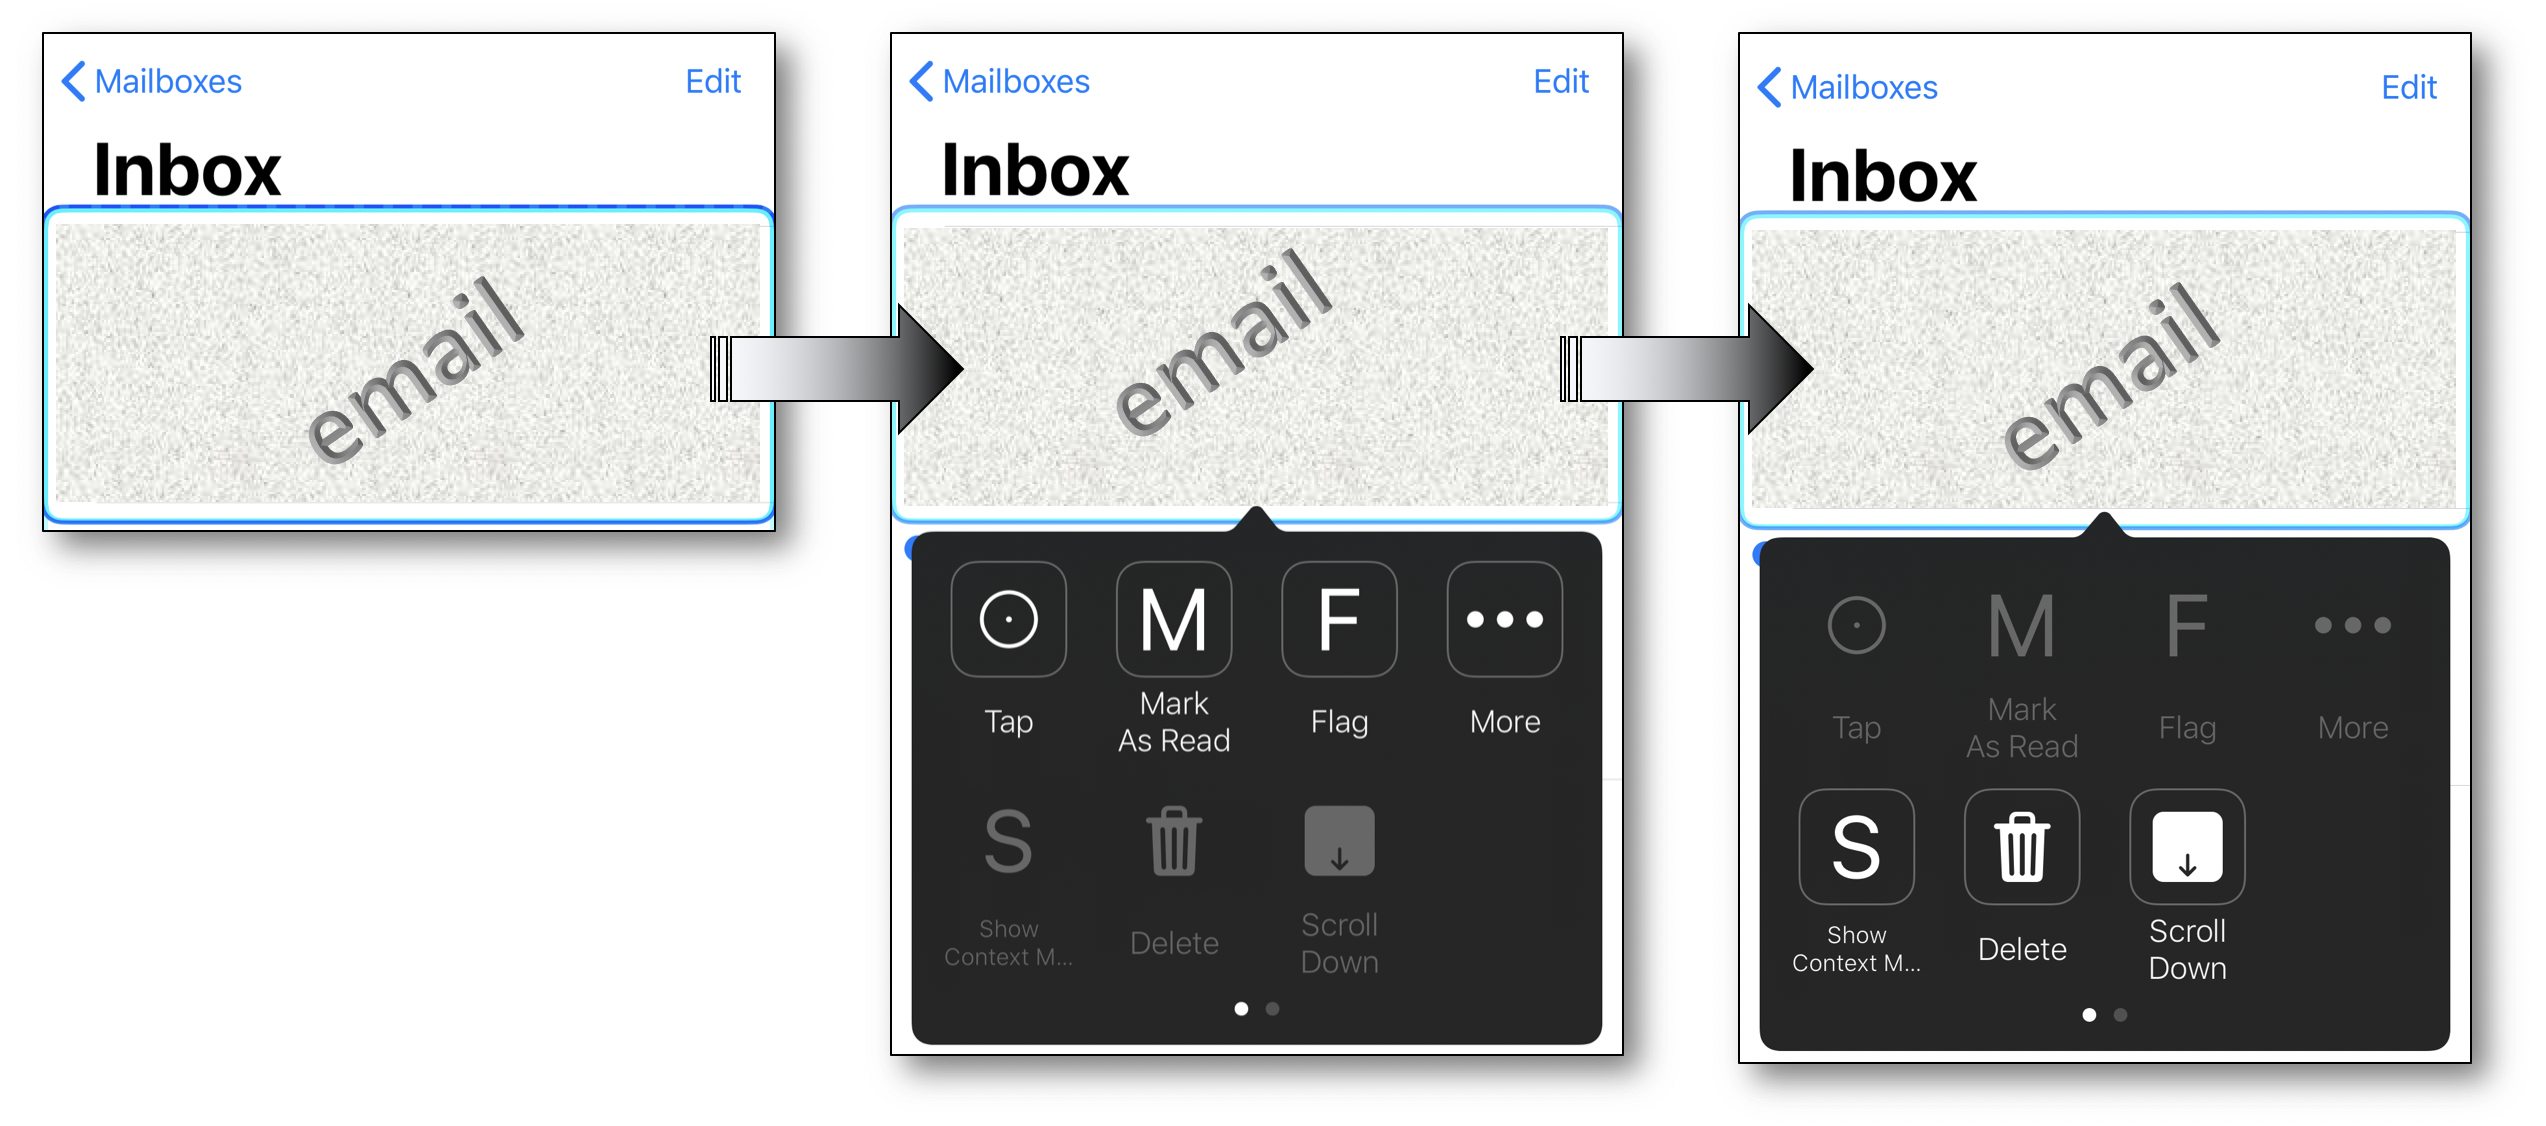 Mailboxes
Edit
Inbox
email
Mailboxes
Edit
Inbox
email
M
F
Tap
Mark
As Read
Flag
More
S
Show
Context M...
Delete
Scroll
Down
Mailboxes
Edit
Inbox
email
M
F
Tap
Mark
As Read
Flag
More
S
Show
Context M...
Delete
Scroll
Down